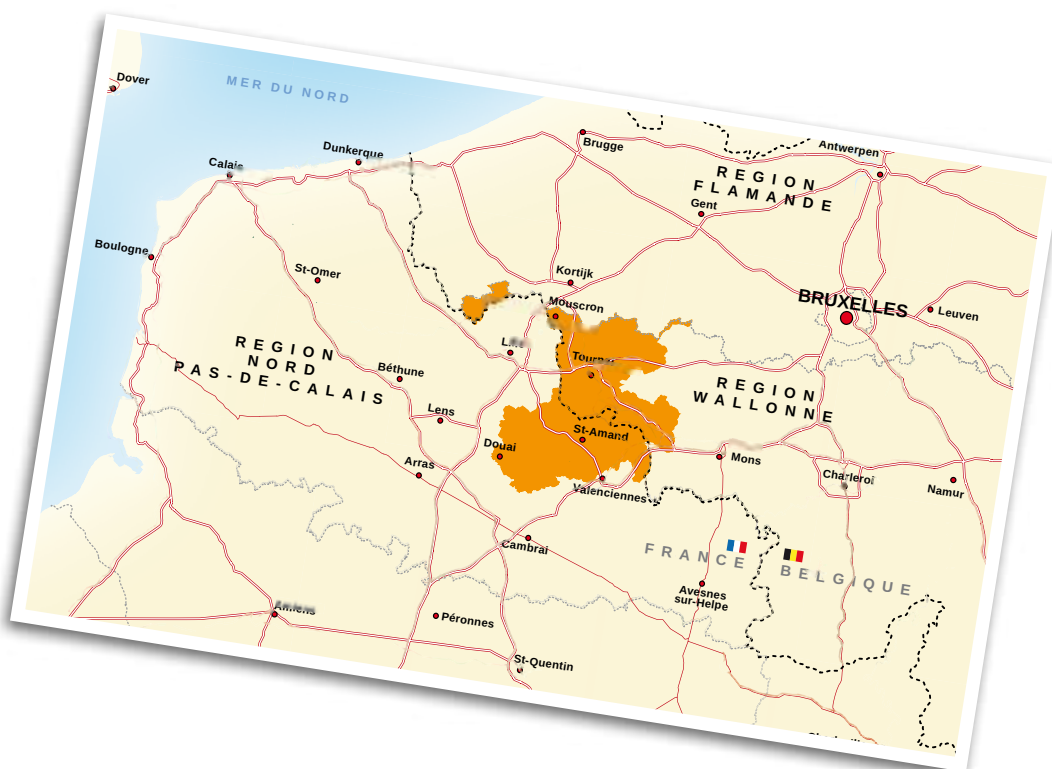 Dover
MER DU NORD
Calais
Dunkerque
Brugge
Antwerpen
REGION
FLAMANDE
Gent
Boulogne
St-Omer
Kortijk
Mouscron
BRUXELLES
Leuven
REGION
NORD
PAS-DE-CALAIS
Béthune
Tournai
REGION
WALLONNE
Lens
Douai
St-Amand
Arras
Mons
Charleroi
Namur
Valenciennes
Cambrai
FRANCE
BELGIQUE
Avesnes
sur-Helpe
Amiens
Péronnes
St-Quentin